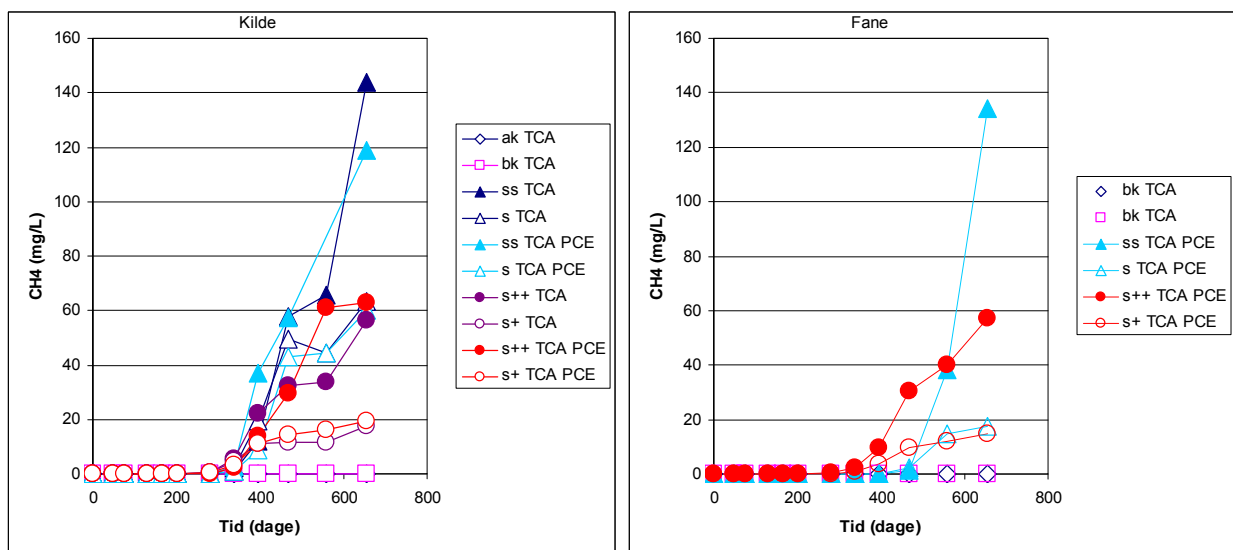 Kilde
160
140
120
100
80
60
40
20
0
CH4 (mg/L)
0 200 400 600 800
Tid (dage)
ak TCA
bk TCA
ss TCA
s TCA
ss TCA PCE
s TCA PCE
s++ TCA
s+ TCA
s++ TCA PCE
s+ TCA PCE
Fane
160
140
120
100
80
60
40
20
0
CH4 (mg/L)
0 200 400 600 800
Tid (dage)
bk TCA
bk TCA
ss TCA PCE
s TCA PCE
s++ TCA PCE
s+ TCA PCE